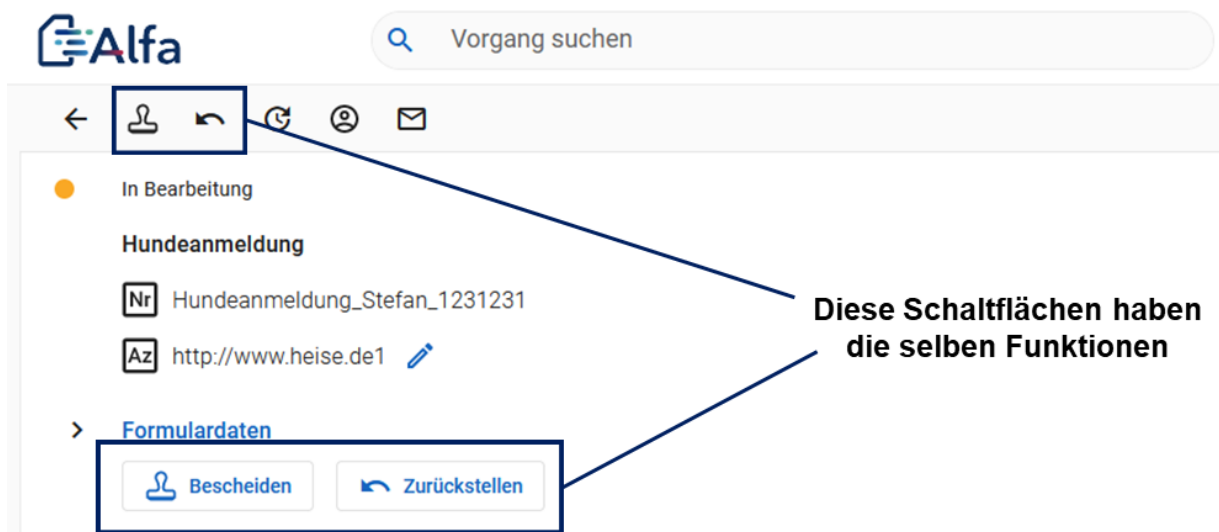 Alfa
Vorgang suchen
In Bearbeitung
Hundeanmeldung
Nr Hundeanmeldung_Stefan_1231231
Az http://www.heise.de1
Diese Schaltflächen haben
die selben Funktionen
Formulardaten
Bescheiden Zurückstellen